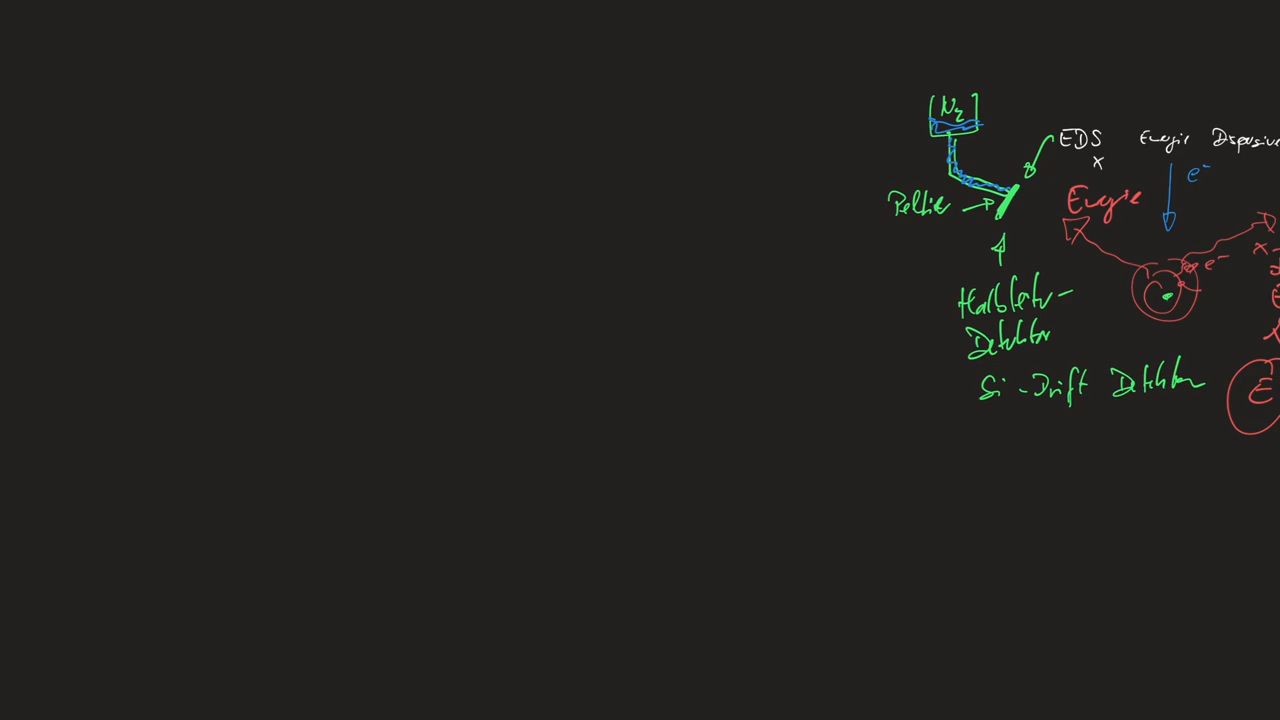 N₂
EDS Energie Dispersive
x
e⁻
Peltier
Energie
x
e⁻
Halbleiter-
Detektor
Si-Drift Detektor
E